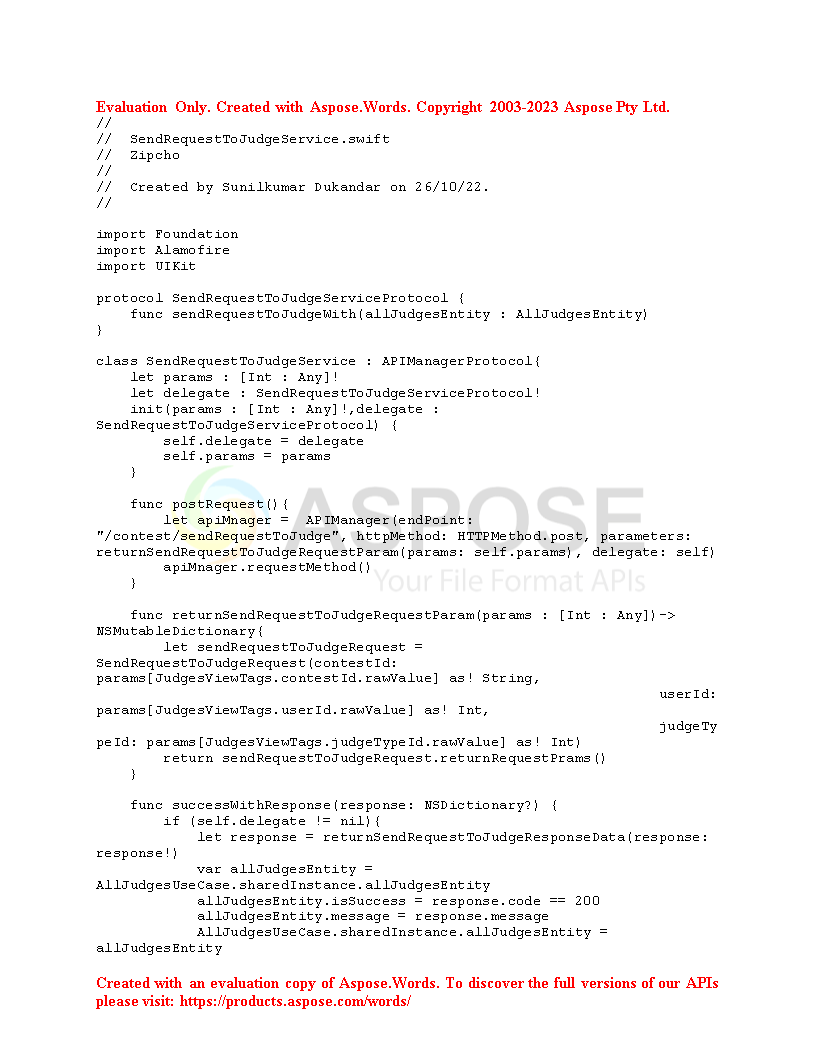 Evaluation Only. Created with Aspose.Words. Copyright 2003-2023 Aspose Pty Ltd.
//
//  SendRequestToJudgeService.swift
//  Zipcho
//
//  Created by Sunilkumar Dukandar on 26/10/22.
//
import Foundation
import Alamofire
import UIKit
protocol SendRequestToJudgeServiceProtocol {
    func sendRequestToJudgeWith(allJudgesEntity : AllJudgesEntity)
}
class SendRequestToJudgeService : APIManagerProtocol{
    let params : [Int : Any]!
    let delegate : SendRequestToJudgeServiceProtocol!
    init(params : [Int : Any]!,delegate :
SendRequestToJudgeServiceProtocol) {
        self.delegate = delegate
        self.params = params
    }
    func postRequest(){
        let apiMnager =  APIManager(endPoint:
"/contest/sendRequestToJudge", httpMethod: HTTPMethod.post, parameters:
returnSendRequestToJudgeRequestParam(params: self.params), delegate: self)
        apiMnager.requestMethod()
    }
    func returnSendRequestToJudgeRequestParam(params : [Int : Any])->
NSMutableDictionary{
        let sendRequestToJudgeRequest =
SendRequestToJudgeRequest(contestId:
params[JudgesViewTags.contestId.rawValue] as! String,
                                                                   userId:
params[JudgesViewTags.userId.rawValue] as! Int,
                                                                   judgeTy
peId: params[JudgesViewTags.judgeTypeId.rawValue] as! Int)
        return sendRequestToJudgeRequest.returnRequestPrams()
    }
    func successWithResponse(response: NSDictionary?) {
        if (self.delegate != nil){
            let response = returnSendRequestToJudgeResponseData(response:
response!)
            var allJudgesEntity =
AllJudgesUseCase.sharedInstance.allJudgesEntity
            allJudgesEntity.isSuccess = response.code == 200
            allJudgesEntity.message = response.message
            AllJudgesUseCase.sharedInstance.allJudgesEntity =
allJudgesEntity
ASPOSE
Your File Format APIs
Created with an evaluation copy of Aspose.Words. To discover the full versions of our APIs
please visit: https://products.aspose.com/words/